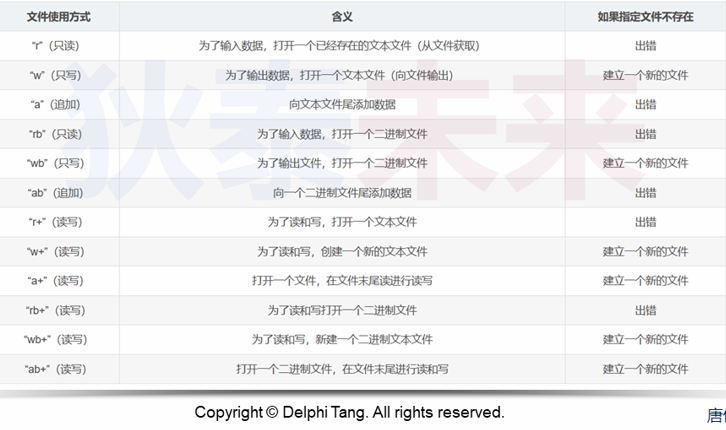 文件使用方式 含义 如果指定文件不存在
“r”（只读） 为了输入数据，打开一个已经存在的文本文件（从文件获取） 出错
“w”（只写） 为了输出数据，打开一个文本文件（向文件输出） 建立一个新的文件
“a”（追加） 向文本文件尾添加数据 出错
“rb”（只读） 为了输入数据，打开一个二进制文件 出错
“wb”（只写） 为了输出文件，打开一个二进制文件 建立一个新的文件
“ab”（追加） 向一个二进制文件尾添加数据 出错
“r+”（读写） 为了读和写，打开一个文本文件 出错
“w+”（读写） 为了读和写，创建一个新的文本文件 建立一个新的文件
“a+”（读写） 打开一个文件，在文件末尾读进行读写 建立一个新的文件
“rb+”（读写） 为了读和写打开一个二进制文件 出错
“wb+”（读写） 为了读和写，新建一个二进制文本文件 建立一个新的文件
“ab+”（读写） 打开一个二进制文件，在文件末尾进行读和写 建立一个新的文件
狄泰未来
Copyright © Delphi Tang. All rights reserved.
唐